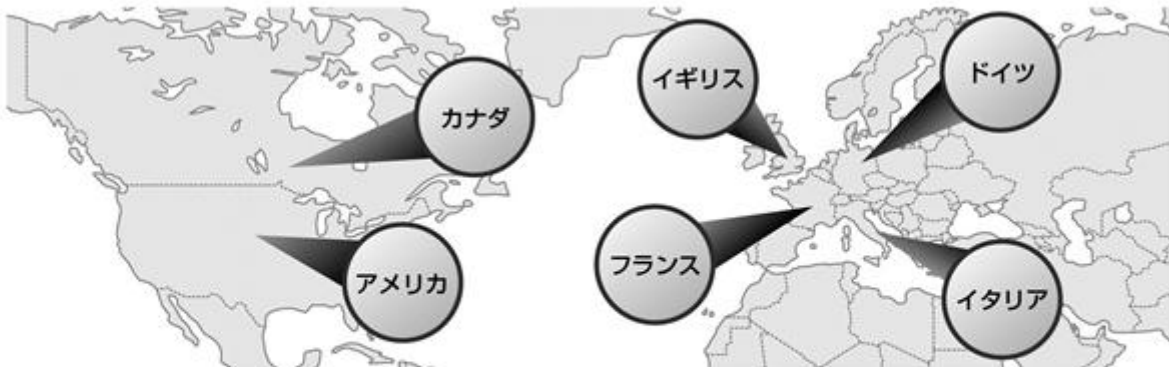 カナダ
アメリカ
イギリス
ドイツ
フランス
イタリア